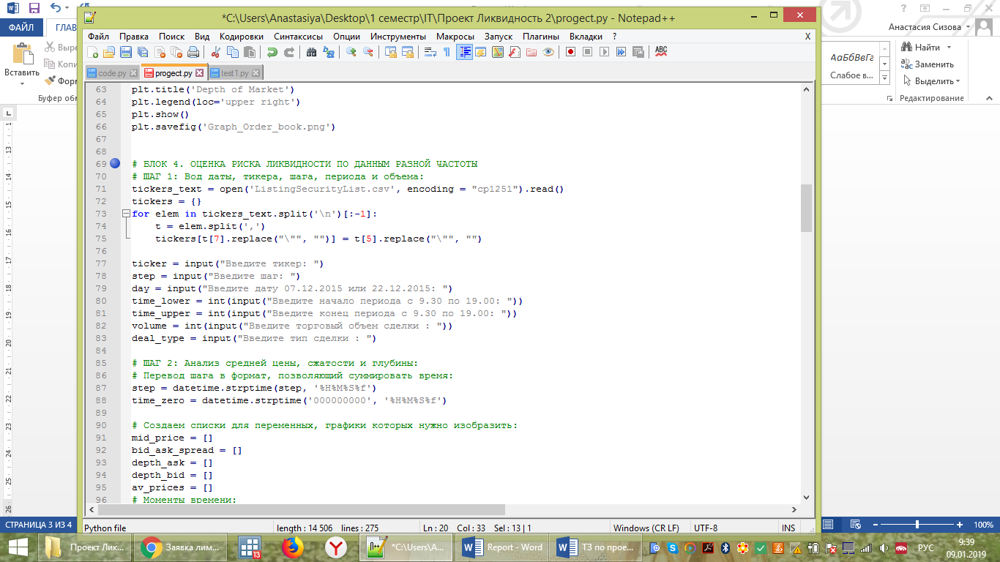 *C:\Users\Anastasiya\Desktop\1 семестр\IT\Проект Ликвидность 2\progect.py - Notepad++
ФАЙЛ
ГЛАВ
Анастасия Сизова
Вставить
Выре
Копи
Форм
Буфер обм
АаБбВвГг
Слабое в...
Найти
Заменить
Выделить
Редактирование
Файл Правка Поиск Вид Кодировки Синтаксисы Опции Инструменты Макросы Запуск Плагины Вкладки ? X
code.py progect.py test1.py
63 plt.title('Depth of Market')
64 plt.legend(loc='upper right')
65 plt.show()
66 plt.savefig('Graph_Order_book.png')
67
68
69 # БЛОК 4. ОЦЕНКА РИСКА ЛИКВИДНОСТИ ПО ДАННЫМ РАЗНОЙ ЧАСТОТЫ
70 # ШАГ 1: Вод даты, тикера, шага, периода и объема:
71 tickers_text = open('ListingSecurityList.csv', encoding = "cp1251").read()
72 tickers = {}
73 for elem in tickers_text.split('\n')[:-1]:
74 t = elem.split(',')
75 tickers[t[7].replace("\"", "")] = t[5].replace("\"", "")
76
77 ticker = input("Введите тикер: ")
78 step = input("Введите шаг: ")
79 day = input("Введите дату 07.12.2015 или 22.12.2015: ")
80 time_lower = int(input("Введите начало периода с 9.30 по 19.00: "))
81 time_upper = int(input("Введите конец периода с 9.30 по 19.00: "))
82 volume = int(input("Введите торговый объем сделки : "))
83 deal_type = input("Введите тип сделки : ")
84
85 # ШАГ 2: Анализ средней цены, сжатости и глубины:
86 # Перевод шага в формат, позволяющий суммировать время:
87 step = datetime.strptime(step, '%H%M%S%f')
88 time_zero = datetime.strptime('000000000', '%H%M%S%f')
89
90 # Создаем списки для переменных, графики которых нужно изобразить:
91 mid_price = []
92 bid_ask_spread = []
93 depth_ask = []
94 depth_bid = []
95 av_prices = []
96 # Моменты времени:
Python file length : 14 506 lines : 275 Ln : 20 Col : 33 Sel : 13 | 1 Windows (CR LF) UTF-8 INS
СТРАНИЦА 3 ИЗ 4
100%
Проект Лик... Заявка лим... 13 *C:\Users\A... Report - Word ТЗ по прое... РУС
9:39
09.01.2019